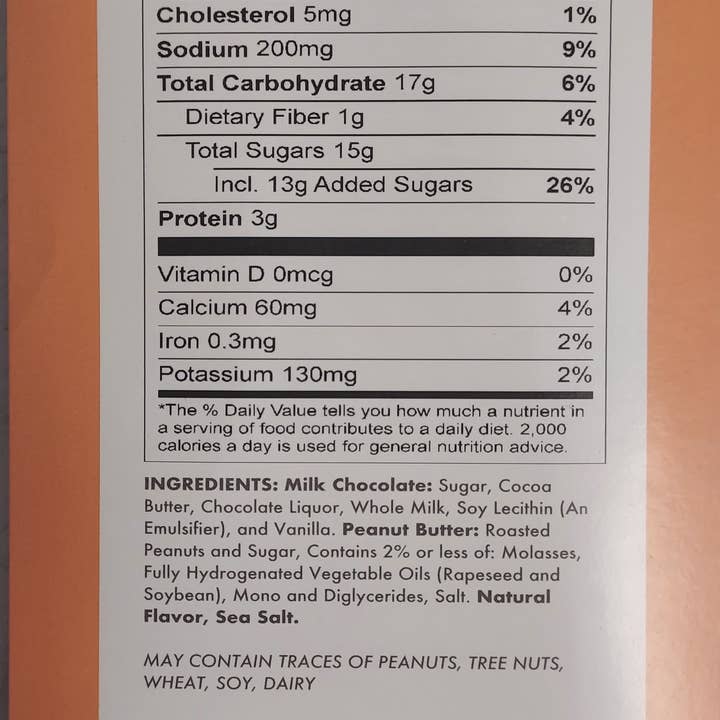 Cholesterol 5mg 1%
Sodium 200mg 9%
Total Carbohydrate 17g 6%
Dietary Fiber 1g 4%
Total Sugars 15g
Incl. 13g Added Sugars 26%
Protein 3g
Vitamin D 0mcg 0%
Calcium 60mg 4%
Iron 0.3mg 2%
Potassium 130mg 2%
*The % Daily Value tells you how much a nutrient in
a serving of food contributes to a daily diet. 2,000
calories a day is used for general nutrition advice.
INGREDIENTS: Milk Chocolate: Sugar, Cocoa
Butter, Chocolate Liquor, Whole Milk, Soy Lecithin (An
Emulsifier), and Vanilla. Peanut Butter: Roasted
Peanuts and Sugar, Contains 2% or less of: Molasses,
Fully Hydrogenated Vegetable Oils (Rapeseed and
Soybean), Mono and Diglycerides, Salt. Natural
Flavor, Sea Salt.
MAY CONTAIN TRACES OF PEANUTS, TREE NUTS,
WHEAT, SOY, DAIRY